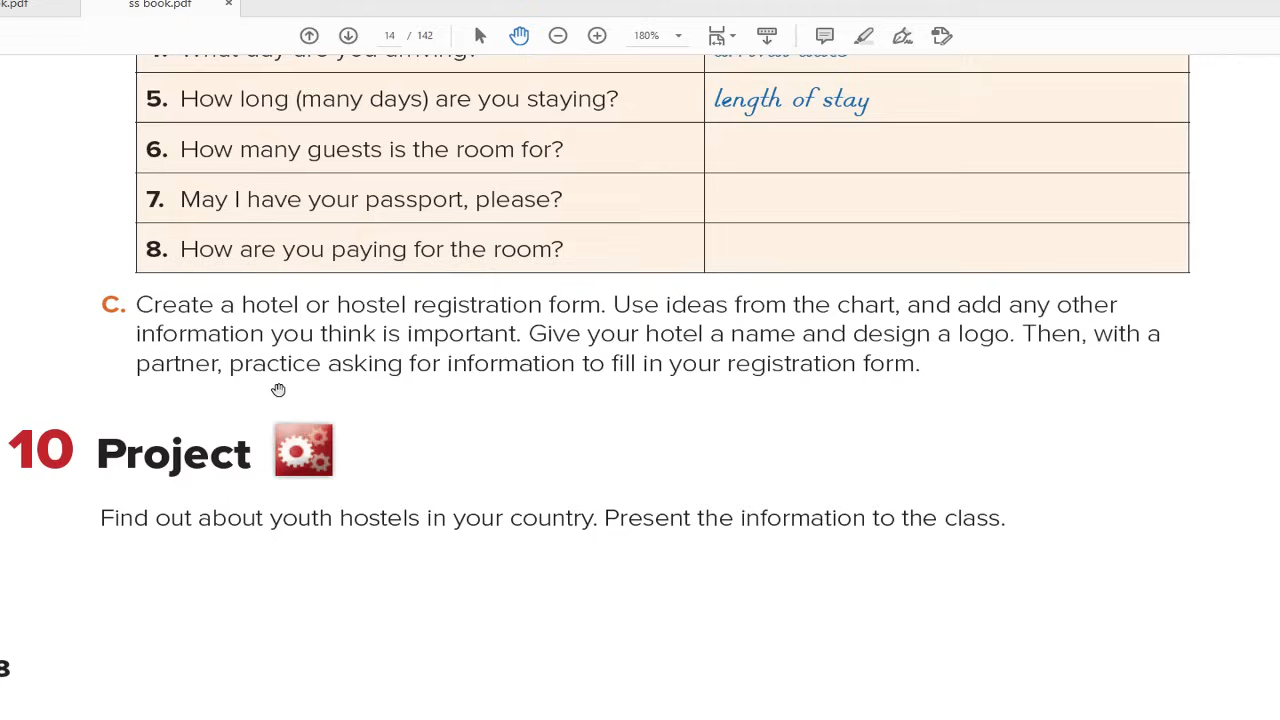 k.pdf
ss book.pdf ×
14 / 142 180%
5. How long (many days) are you staying? length of stay
6. How many guests is the room for?
7. May I have your passport, please?
8. How are you paying for the room?
C. Create a hotel or hostel registration form. Use ideas from the chart, and add any other
information you think is important. Give your hotel a name and design a logo. Then, with a
partner, practice asking for information to fill in your registration form.
10 Project
Find out about youth hostels in your country. Present the information to the class.
8